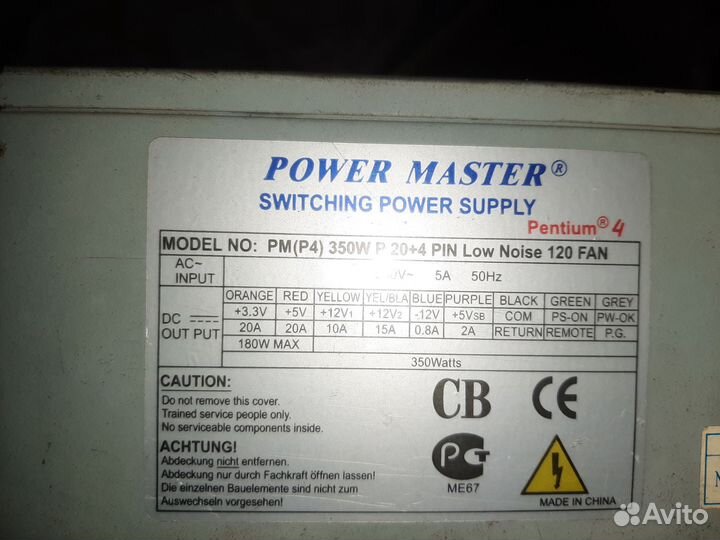 POWER MASTER®
SWITCHING POWER SUPPLY
Pentium® 4
MODEL NO: PM(P4) 350W P 20+4 PIN Low Noise 120 FAN
AC~ INPUT 5A 50Hz
ORANGE RED YELLOW YEL/BLA BLUE PURPLE BLACK GREEN GREY
DC OUT PUT +3.3V +5V +12V1 +12V2 -12V +5VSB COM PS-ON PW-OK
20A 20A 10A 15A 0.8A 2A RETURN REMOTE P.G.
180W MAX
350Watts
CAUTION:
Do not remove this cover.
Trained service people only.
No serviceable components inside.
ACHTUNG!
Abdeckung nicht entfernen.
Abdeckung nur durch Fachkraft öffnen lassen!
Die einzelnen Bauelemente sind nicht zum
Auswechseln vorgesehen!
CB CE
PCT
ME67
MADE IN CHINA
Avito